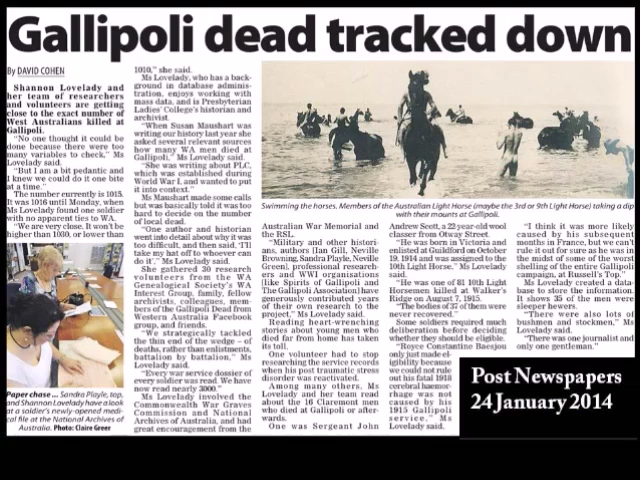 Gallipoli dead tracked down
By DAVID COHEN
Shannon Lovelady and
her team of researchers
and volunteers are getting
close to the exact number of
West Australians killed at
Gallipoli.
"No one thought it could be
done because there were too
many variables to check," Ms
Lovelady said.
"But I am a bit pedantic and
I knew we could do it one bite
at a time."
The number currently is 1015.
It was 1016 until Monday, when
Ms Lovelady found one soldier
with no apparent ties to WA.
"We are very close. It won't be
higher than 1030, or lower than
Paper chase ... Sandra Playle, top,
and Shannon Lovelady have a look
at a soldier's newly-opened medi-
cal file at the National Archives of
Australia. Photo: Claire Greer
1010," she said.
Ms Lovelady, who has a back-
ground in database adminis-
tration, enjoys working with
mass data, and is Presbyterian
Ladies' College's historian and
archivist.
"When Susan Maushart was
writing our history last year she
asked several relevant sources
how many WA men died at
Gallipoli," Ms Lovelady said.
"She was writing about PLC,
which was established during
World War I, and wanted to put
it into context."
Ms Maushart made some calls
but was basically told it was too
hard to decide on the number
of local dead.
"One author and historian
went into detail about why it was
too difficult, and then said, 'I'll
take my hat off to whoever can
do it'," Ms Lovelady said.
She gathered 30 research
volunteers from the WA
Genealogical Society's WA
Interest Group, family, fellow
archivists, colleagues, mem-
bers of the Gallipoli Dead from
Western Australia Facebook
group, and friends.
"We strategically tackled
the thin end of the wedge –
deaths, rather than enlistments,
battalion by battalion," Ms
Lovelady said.
"Every war service dossier of
every soldier was read. We have
now read nearly 3000."
Ms Lovelady involved the
Commonwealth War Graves
Commission and National
Archives of Australia, and had
great encouragement from the
Swimming the horses. Members of the Australian Light Horse (maybe the 3rd or 9th Light Horse) taking a dip
with their mounts at Gallipoli.
Australian War Memorial and
the RSL.
"Military and other histori-
ans, authors [Ian Gill, Neville
Browning, Sandra Playle, Neville
Green], professional research-
ers and WWI organisations
[like Spirits of Gallipoli and
The Gallipoli Association] have
generously contributed years
of their own research to the
project," Ms Lovelady said.
Reading heart-wrenching
stories about young men who
died far from home has taken
its toll.
One volunteer had to stop
researching the service records
when his post traumatic stress
disorder was reactivated.
Among many others, Ms
Lovelady and her team read
about the 16 Claremont men
who died at Gallipoli or after-
wards.
One was Sergeant John
Andrew Scott, a 22 year-old wool
classer from Otway Street.
"He was born in Victoria and
enlisted at Guildford on October
19, 1914 and was assigned to the
10th Light Horse," Ms Lovelady
said.
"He was one of 81 10th Light
Horsemen killed at Walker's
Ridge on August 7, 1915.
"The bodies of 37 of them were
never recovered."
Some soldiers required much
deliberation before deciding
whether they should be eligible.
"Royce Constantine Baesjou
only just made el-
igibility because
we could not rule
out his fatal 1918
cerebral haemor-
rhage was not
caused by his
1915 Gallipoli
service," Ms
Lovelady said.
"I think it was more likely
caused by his subsequent
months in France, but we can't
rule it out for sure as he was in
the midst of some of the worst
shelling of the entire Gallipoli
campaign, at Russell's Top."
Ms Lovelady created a data-
base to store the information.
It shows 35 of the men were
sleeper hewers.
"There were also lots of
bushmen and stockmen," Ms
Lovelady said.
"There was one journalist and
only one gentleman."
Post Newspapers
24 January 2014